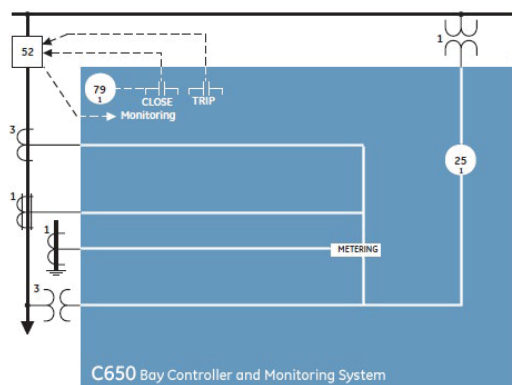 1
52
79
1
CLOSE
TRIP
Monitoring
3
25
1
1
1
METERING
3
C650 Bay Controller and Monitoring System